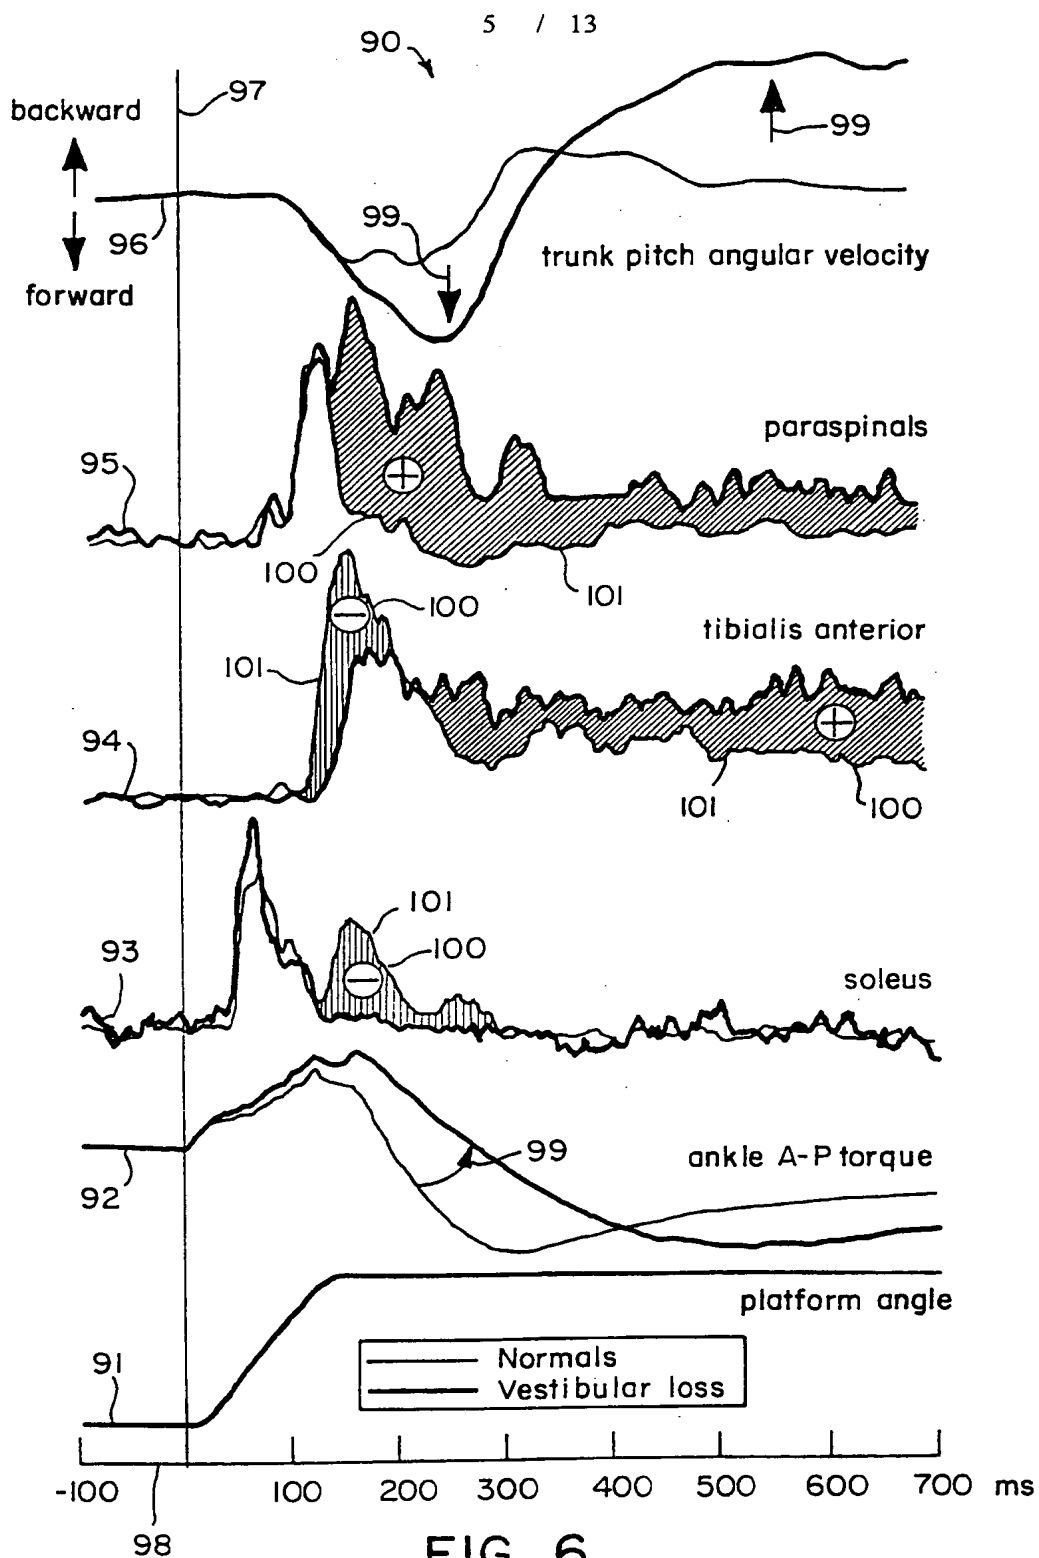 5 / 13
90
97
backward
99
99
96
forward
trunk pitch angular velocity
paraspinals
95
+
100
101
100
−
tibialis anterior
101
94
+
101
100
101
100
93
−
soleus
99
ankle A-P torque
92
platform angle
91
Normals
Vestibular loss
-100 100 200 300 400 500 600 700 ms
98
FIG. 6